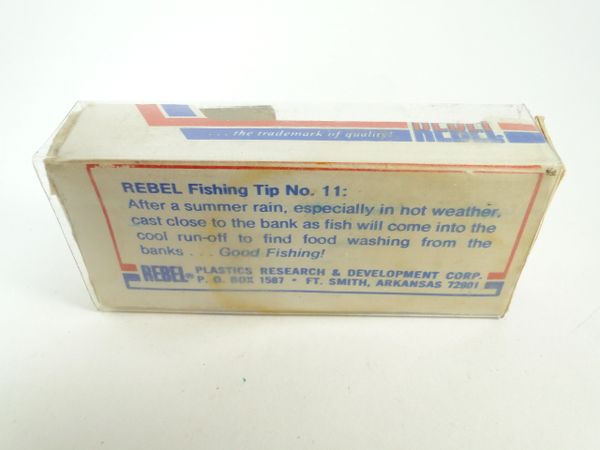 ... the trademark of quality!
REBEL
REBEL Fishing Tip No. 11:
After a summer rain, especially in hot weather,
cast close to the bank as fish will come into the
cool run-off to find food washing from the
banks . . . Good Fishing!
REBEL® PLASTICS RESEARCH & DEVELOPMENT CORP.
P. O. BOX 1587 • FT. SMITH, ARKANSAS 72901